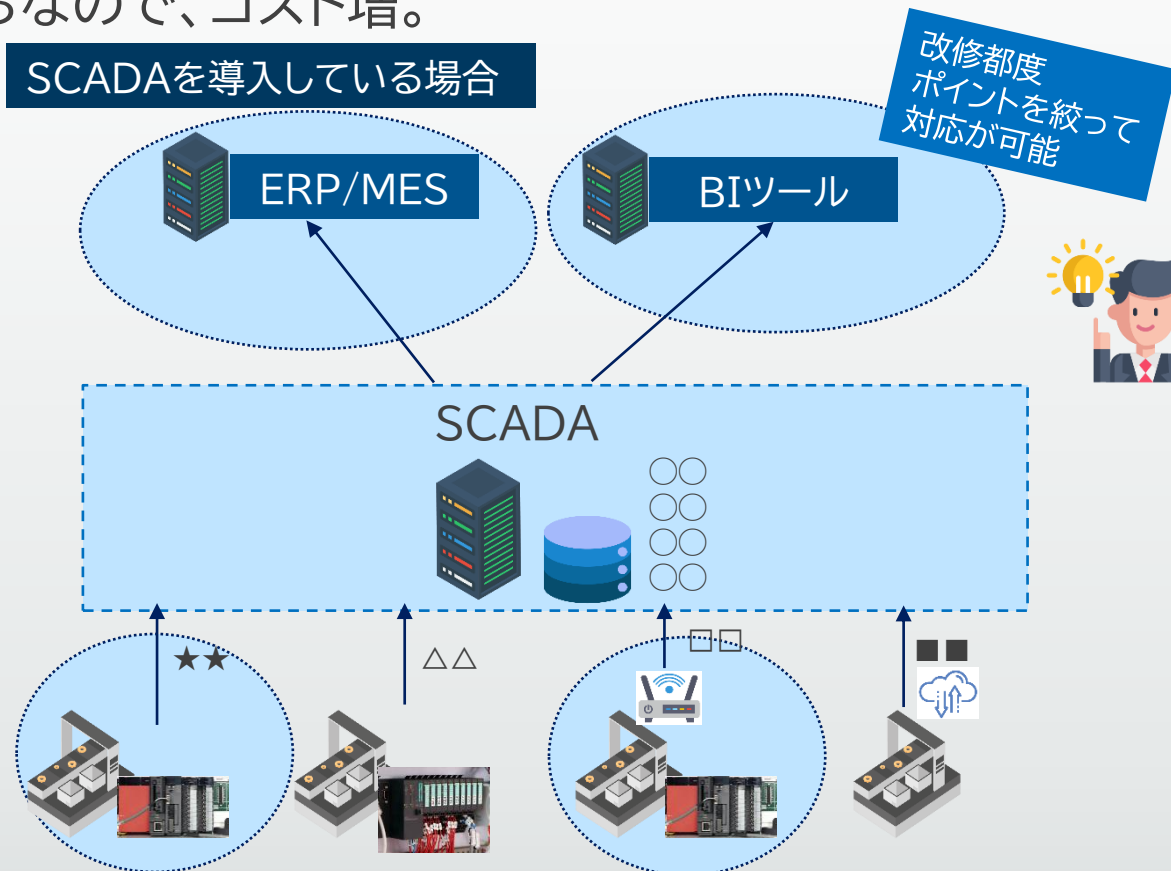 らなので、コスト増。
SCADAを導入している場合
改修都度
ポイントを絞って
対応が可能
ERP/MES
BIツール
SCADA
○○
○○
○○
○○
★★
△△
□□
■■